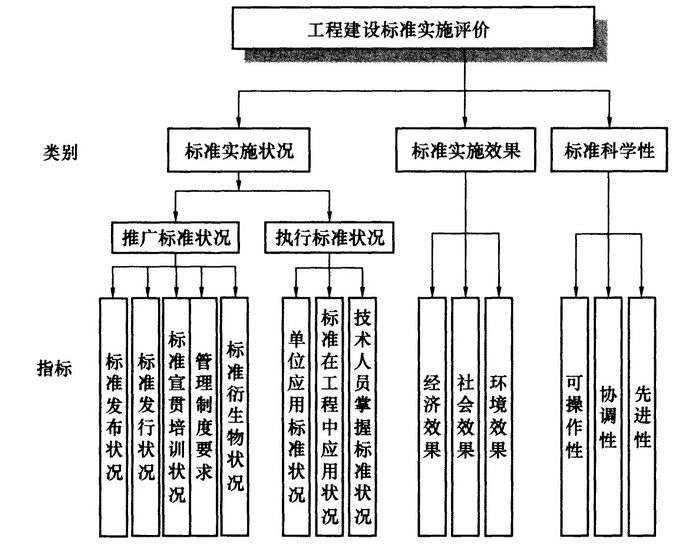 工程建设标准实施评价
类别
标准实施状况
标准实施效果
标准科学性
推广标准状况
执行标准状况
指标
标准发布状况
标准发行状况
标准宣贯培训状况
管理制度要求
标准衍生物状况
单位应用标准状况
标准在工程中应用状况
技术人员掌握标准状况
经济效果
社会效果
环境效果
可操作性
协调性
先进性